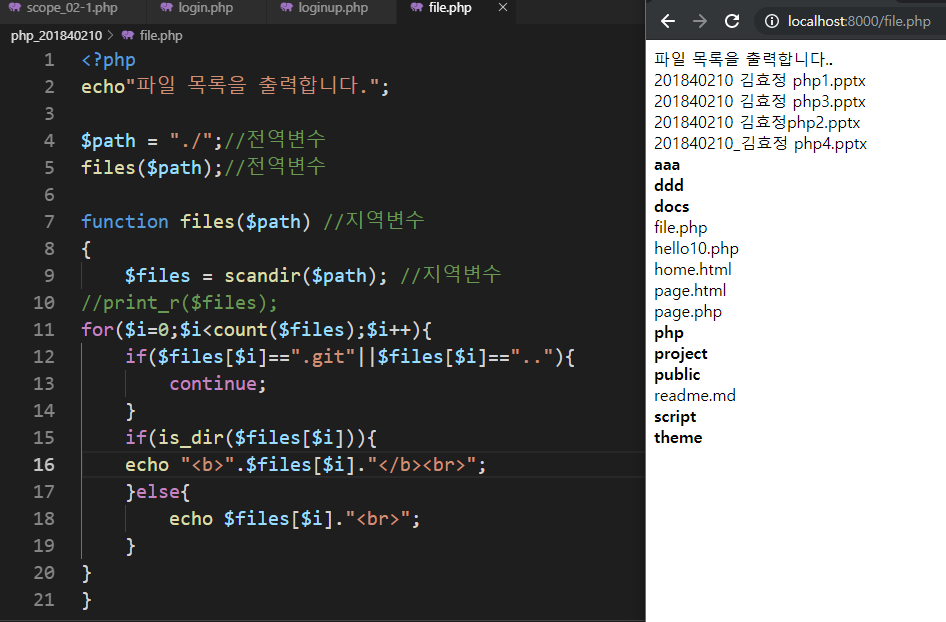 scope_02-1.php login.php loginup.php file.php
php_201840210 > file.php
1 <?php
2 echo"파일 목록을 출력합니다.";
3
4 $path = "./";//전역변수
5 files($path);//전역변수
6
7 function files($path) //지역변수
8 {
9 $files = scandir($path); //지역변수
10 //print_r($files);
11 for($i=0;$i<count($files);$i++){
12 if($files[$i]==".git"||$files[$i]==".."){
13 continue;
14 }
15 if(is_dir($files[$i])){
16 echo "<b>".$files[$i]."</b><br>";
17 }else{
18 echo $files[$i]."<br>";
19 }
20 }
21 }
localhost:8000/file.php
파일 목록을 출력합니다..
201840210 김효정 php1.pptx
201840210 김효정 php3.pptx
201840210 김효정php2.pptx
201840210_김효정 php4.pptx
aaa
ddd
docs
file.php
hello10.php
home.html
page.html
page.php
php
project
public
readme.md
script
theme